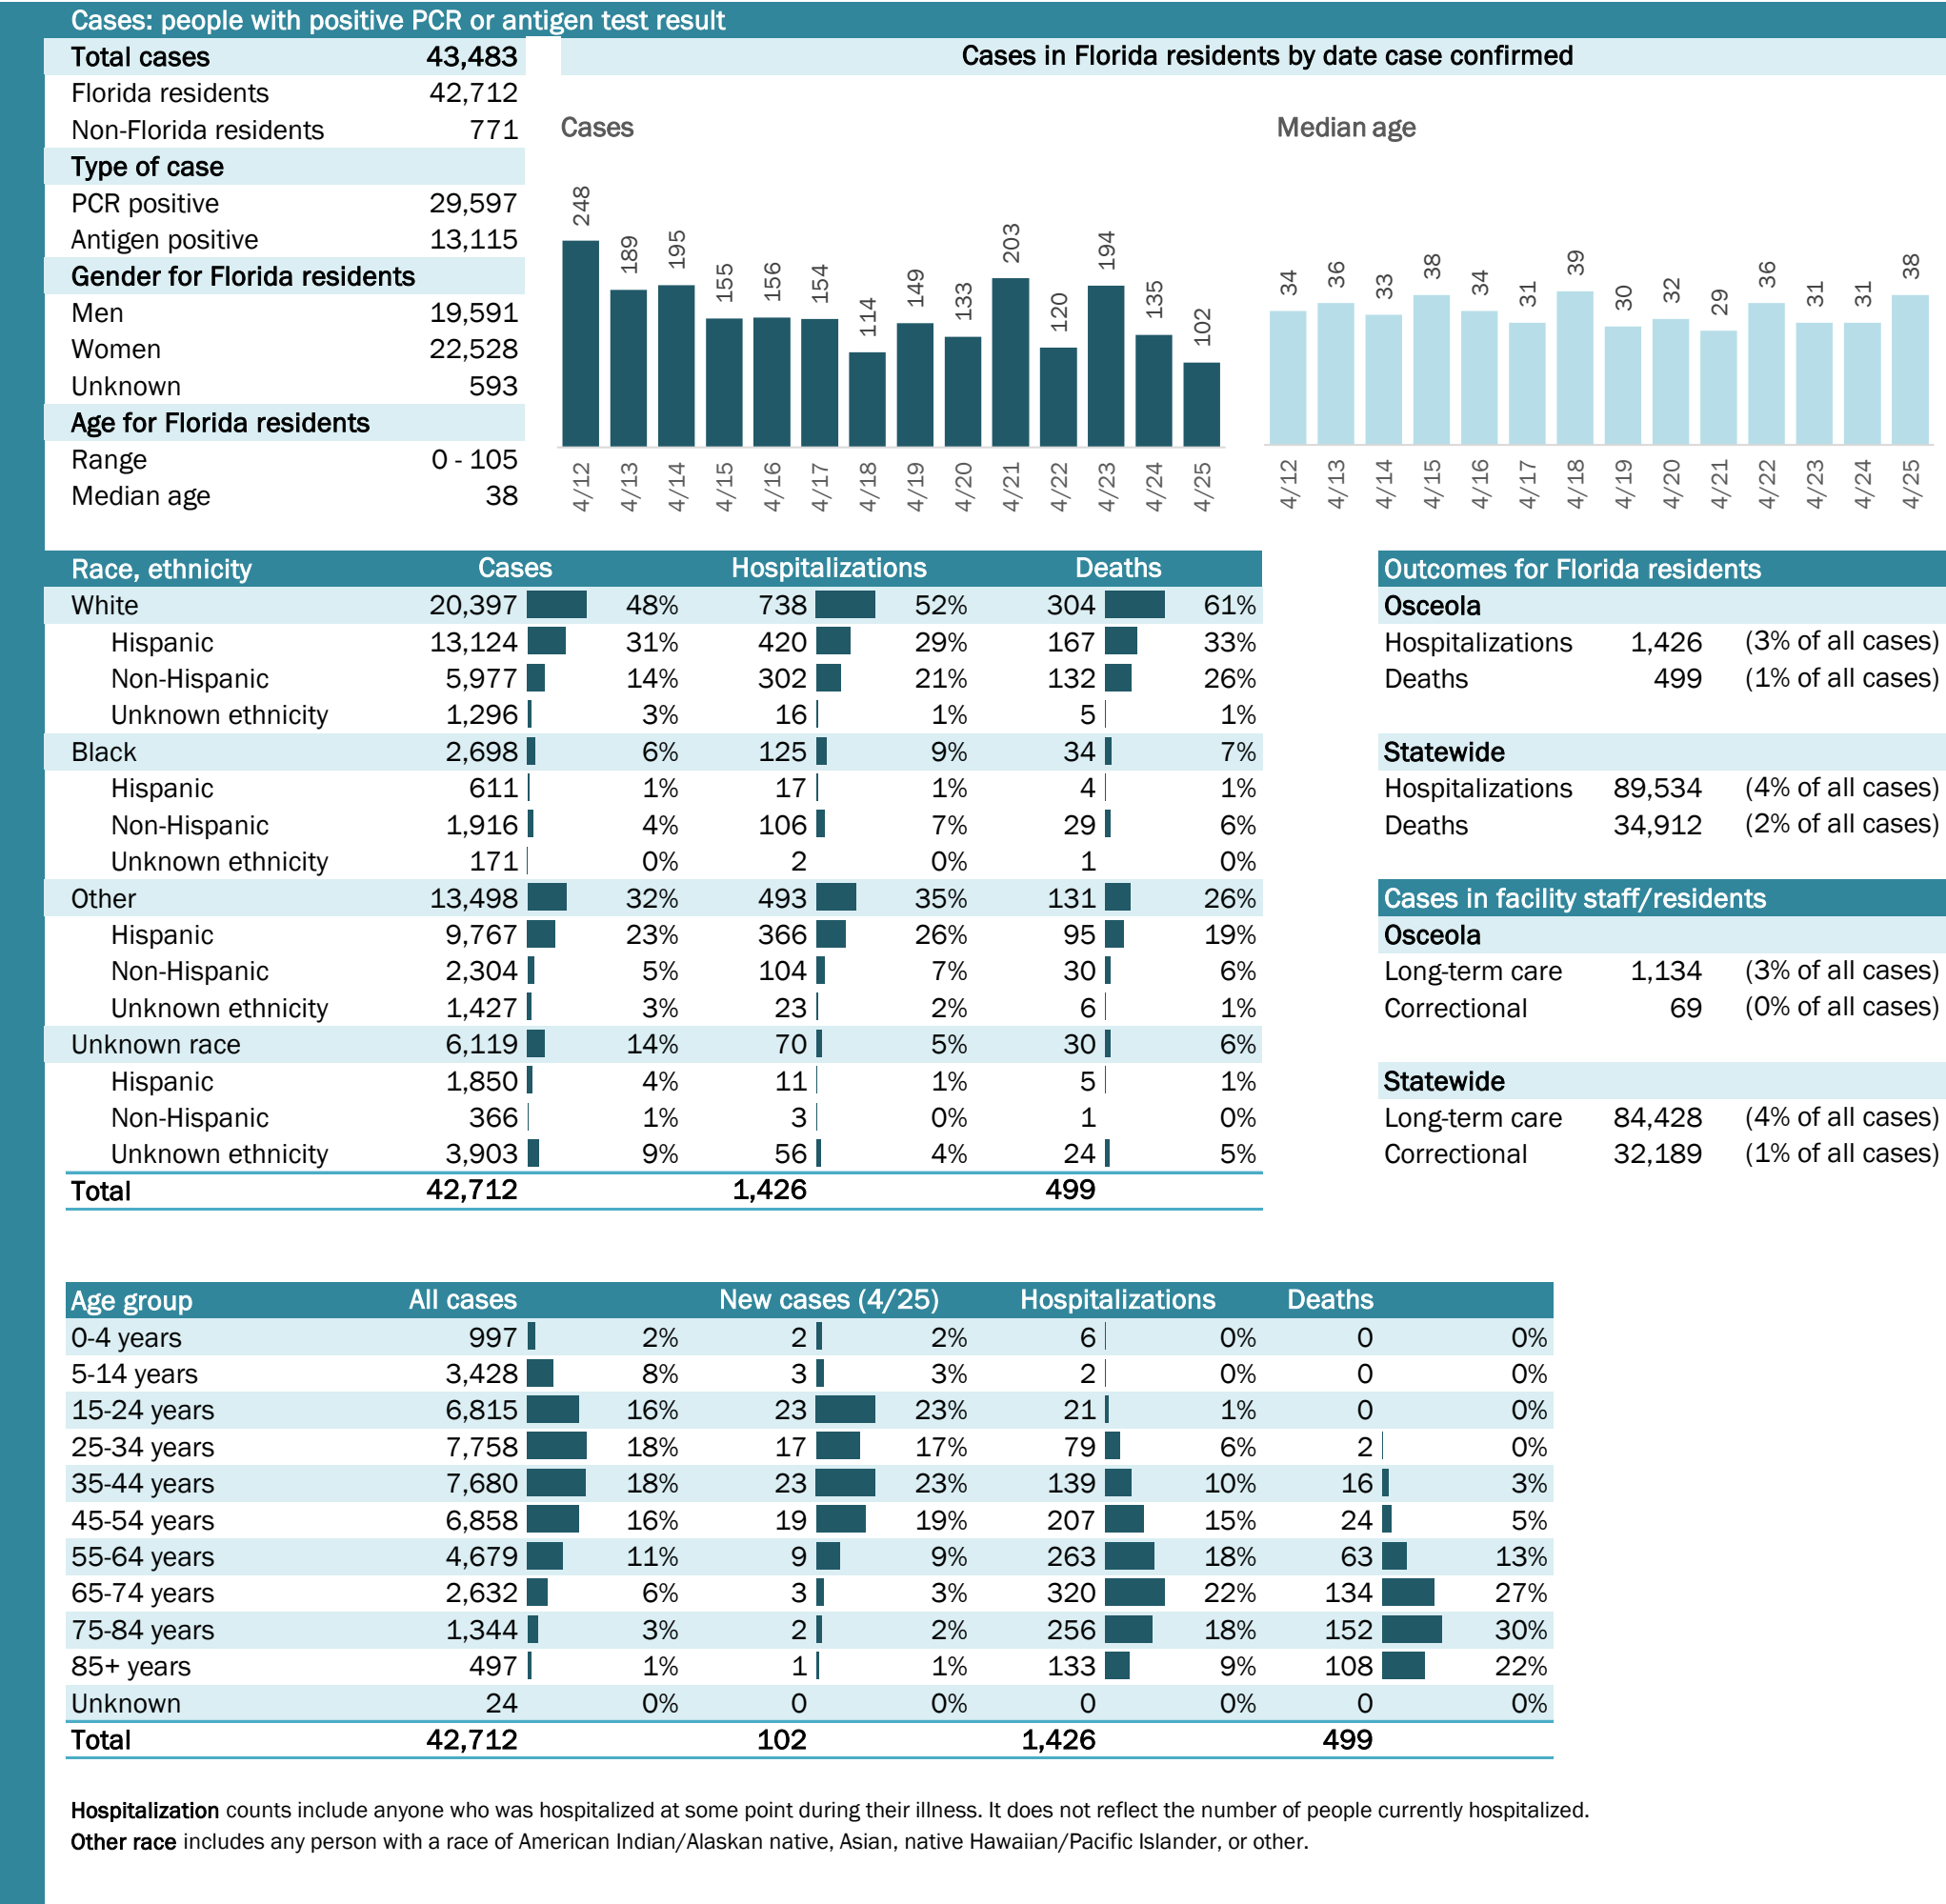 Cases: people with positive PCR or antigen test result
Total cases 43,483
Florida residents 42,712
Non-Florida residents 771
Type of case
PCR positive 29,597
Antigen positive 13,115
Gender for Florida residents
Men 19,591
Women 22,528
Unknown 593
Age for Florida residents
Range 0 - 105
Median age 38
Cases in Florida residents by date case confirmed
Cases
248 189 195 155 156 154 114 149 133 203 120 194 135 102
4/12 4/13 4/14 4/15 4/16 4/17 4/18 4/19 4/20 4/21 4/22 4/23 4/24 4/25
Median age
34 36 33 38 34 31 39 30 32 29 36 31 31 38
4/12 4/13 4/14 4/15 4/16 4/17 4/18 4/19 4/20 4/21 4/22 4/23 4/24 4/25
Race, ethnicity Cases Hospitalizations Deaths
White 20,397 48% 738 52% 304 61%
Hispanic 13,124 31% 420 29% 167 33%
Non-Hispanic 5,977 14% 302 21% 132 26%
Unknown ethnicity 1,296 3% 16 1% 5 1%
Black 2,698 6% 125 9% 34 7%
Hispanic 611 1% 17 1% 4 1%
Non-Hispanic 1,916 4% 106 7% 29 6%
Unknown ethnicity 171 0% 2 0% 1 0%
Other 13,498 32% 493 35% 131 26%
Hispanic 9,767 23% 366 26% 95 19%
Non-Hispanic 2,304 5% 104 7% 30 6%
Unknown ethnicity 1,427 3% 23 2% 6 1%
Unknown race 6,119 14% 70 5% 30 6%
Hispanic 1,850 4% 11 1% 5 1%
Non-Hispanic 366 1% 3 0% 1 0%
Unknown ethnicity 3,903 9% 56 4% 24 5%
Total 42,712 1,426 499
Outcomes for Florida residents
Osceola
Hospitalizations 1,426 (3% of all cases)
Deaths 499 (1% of all cases)
Statewide
Hospitalizations 89,534 (4% of all cases)
Deaths 34,912 (2% of all cases)
Cases in facility staff/residents
Osceola
Long-term care 1,134 (3% of all cases)
Correctional 69 (0% of all cases)
Statewide
Long-term care 84,428 (4% of all cases)
Correctional 32,189 (1% of all cases)
Age group All cases New cases (4/25) Hospitalizations Deaths
0-4 years 997 2% 2 2% 6 0% 0 0%
5-14 years 3,428 8% 3 3% 2 0% 0 0%
15-24 years 6,815 16% 23 23% 21 1% 0 0%
25-34 years 7,758 18% 17 17% 79 6% 2 0%
35-44 years 7,680 18% 23 23% 139 10% 16 3%
45-54 years 6,858 16% 19 19% 207 15% 24 5%
55-64 years 4,679 11% 9 9% 263 18% 63 13%
65-74 years 2,632 6% 3 3% 320 22% 134 27%
75-84 years 1,344 3% 2 2% 256 18% 152 30%
85+ years 497 1% 1 1% 133 9% 108 22%
Unknown 24 0% 0 0% 0 0% 0 0%
Total 42,712 102 1,426 499
Hospitalization counts include anyone who was hospitalized at some point during their illness. It does not reflect the number of people currently hospitalized.
Other race includes any person with a race of American Indian/Alaskan native, Asian, native Hawaiian/Pacific Islander, or other.